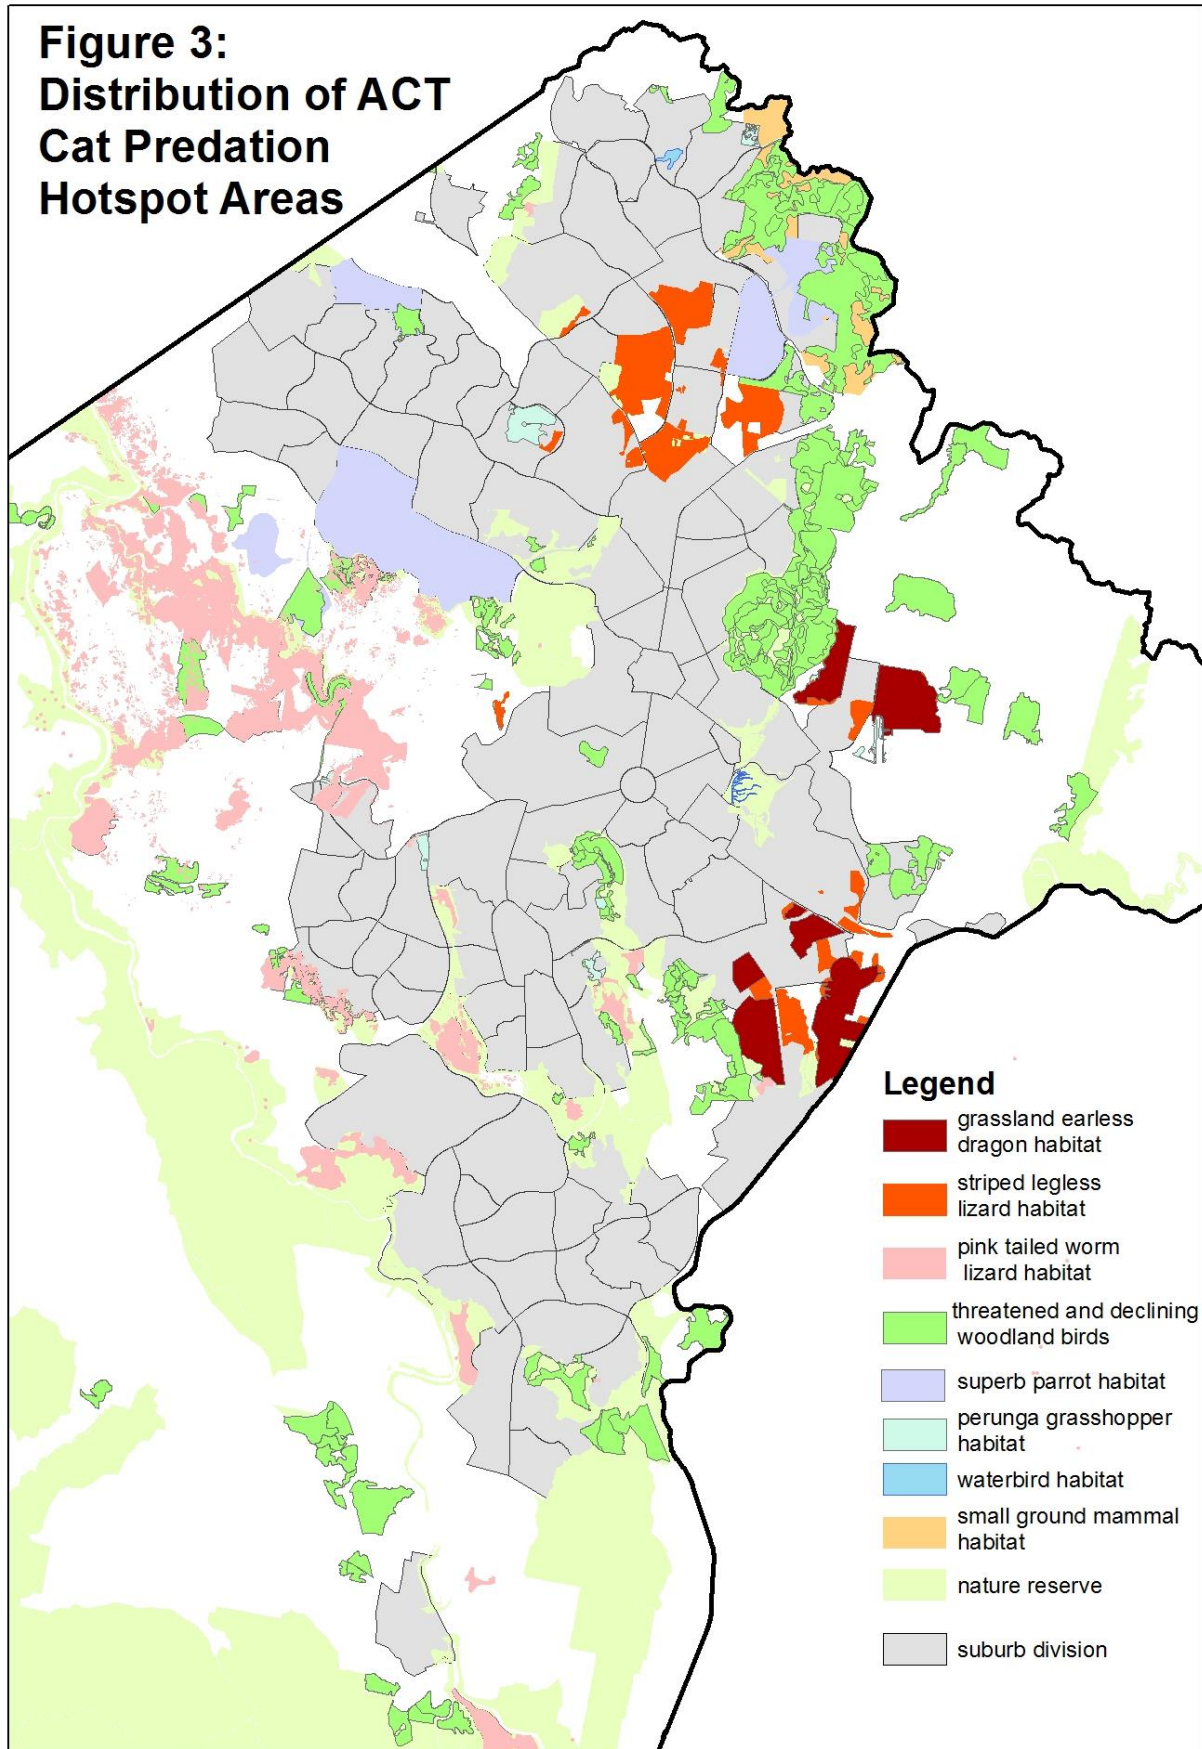 Figure 3:
Distribution of ACT
Cat Predation
Hotspot Areas
Legend
grassland earless
dragon habitat
striped legless
lizard habitat
pink tailed worm
lizard habitat
threatened and declining
woodland birds
superb parrot habitat
perunga grasshopper
habitat
waterbird habitat
small ground mammal
habitat
nature reserve
suburb division